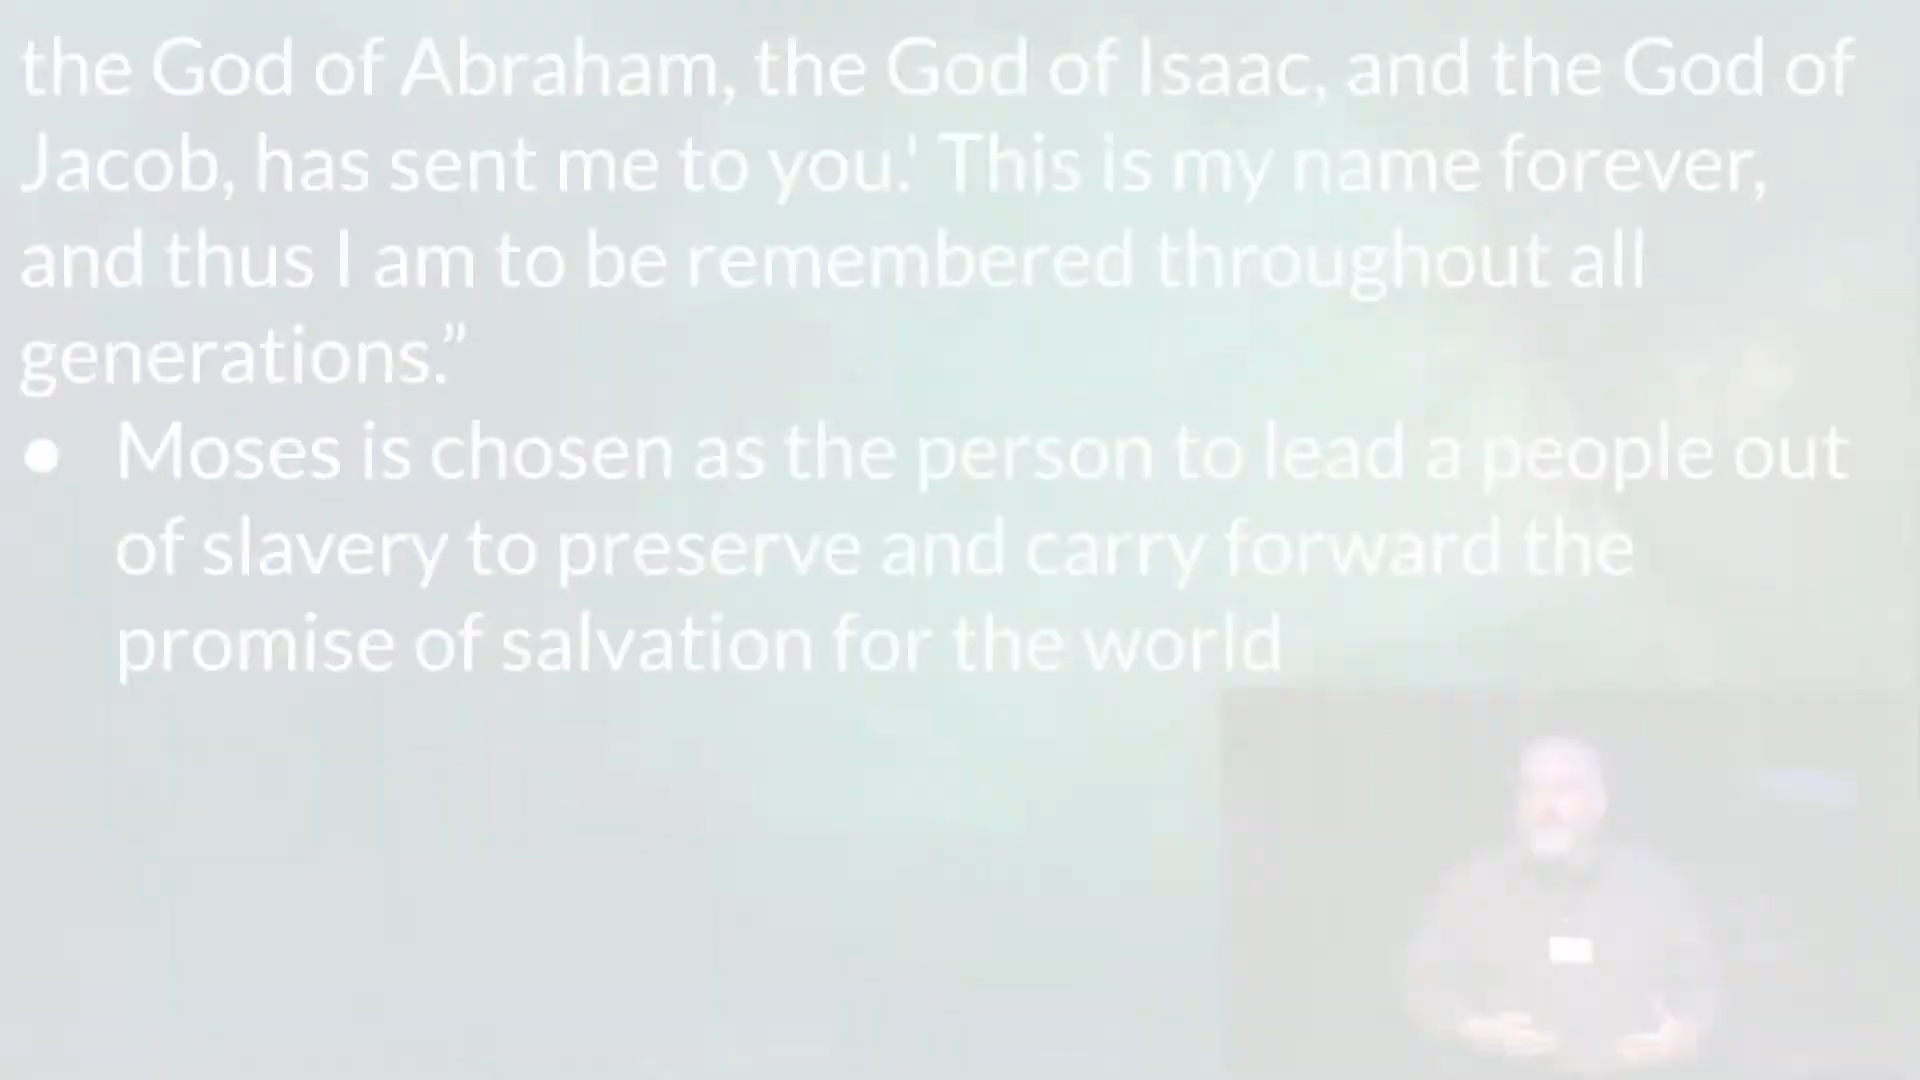 the God of Abraham, the God of Isaac, and the God of
Jacob, has sent me to you.' This is my name forever,
and thus I am to be remembered throughout all
generations.”
● Moses is chosen as the person to lead a people out
of slavery to preserve and carry forward the
promise of salvation for the world